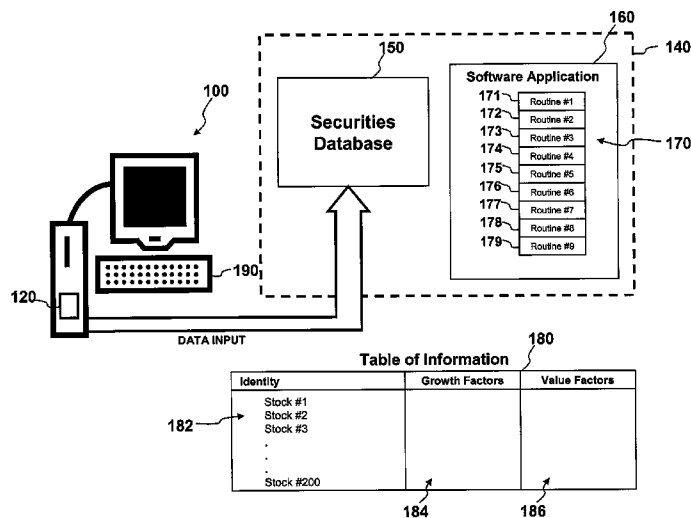 160
140
150
Software Application
100
171 Routine #1
172 Routine #2
173 Routine #3
174 Routine #4
175 Routine #5
176 Routine #6
177 Routine #7
178 Routine #8
179 Routine #9
170
Securities
Database
190
120
DATA INPUT
180
Table of Information
Identity Growth Factors Value Factors
Stock #1
182 Stock #2
Stock #3
.
.
.
Stock #200
184 186